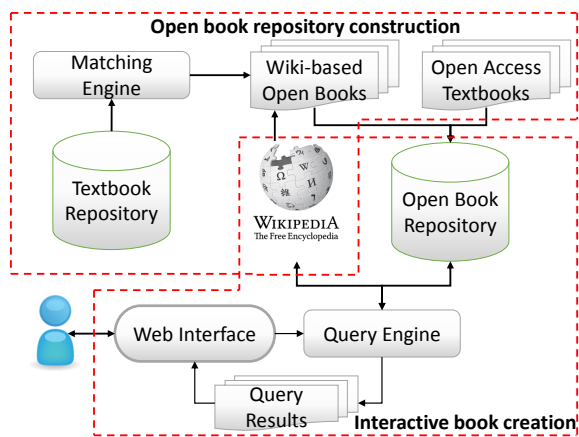 Open book repository construction
Matching
Engine
Wiki-based
Open Books
Open Access
Textbooks
Textbook
Repository
Ω
W
И
WIKIPEDIA
The Free Encyclopedia
Open Book
Repository
Web Interface
Query Engine
Query
Results
Interactive book creation